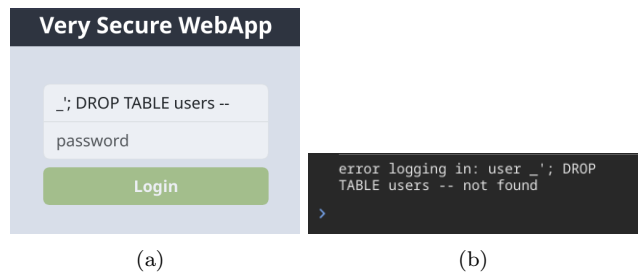 Very Secure WebApp
_'; DROP TABLE users --
password
Login
(a)
error logging in: user _'; DROP
TABLE users -- not found
(b)